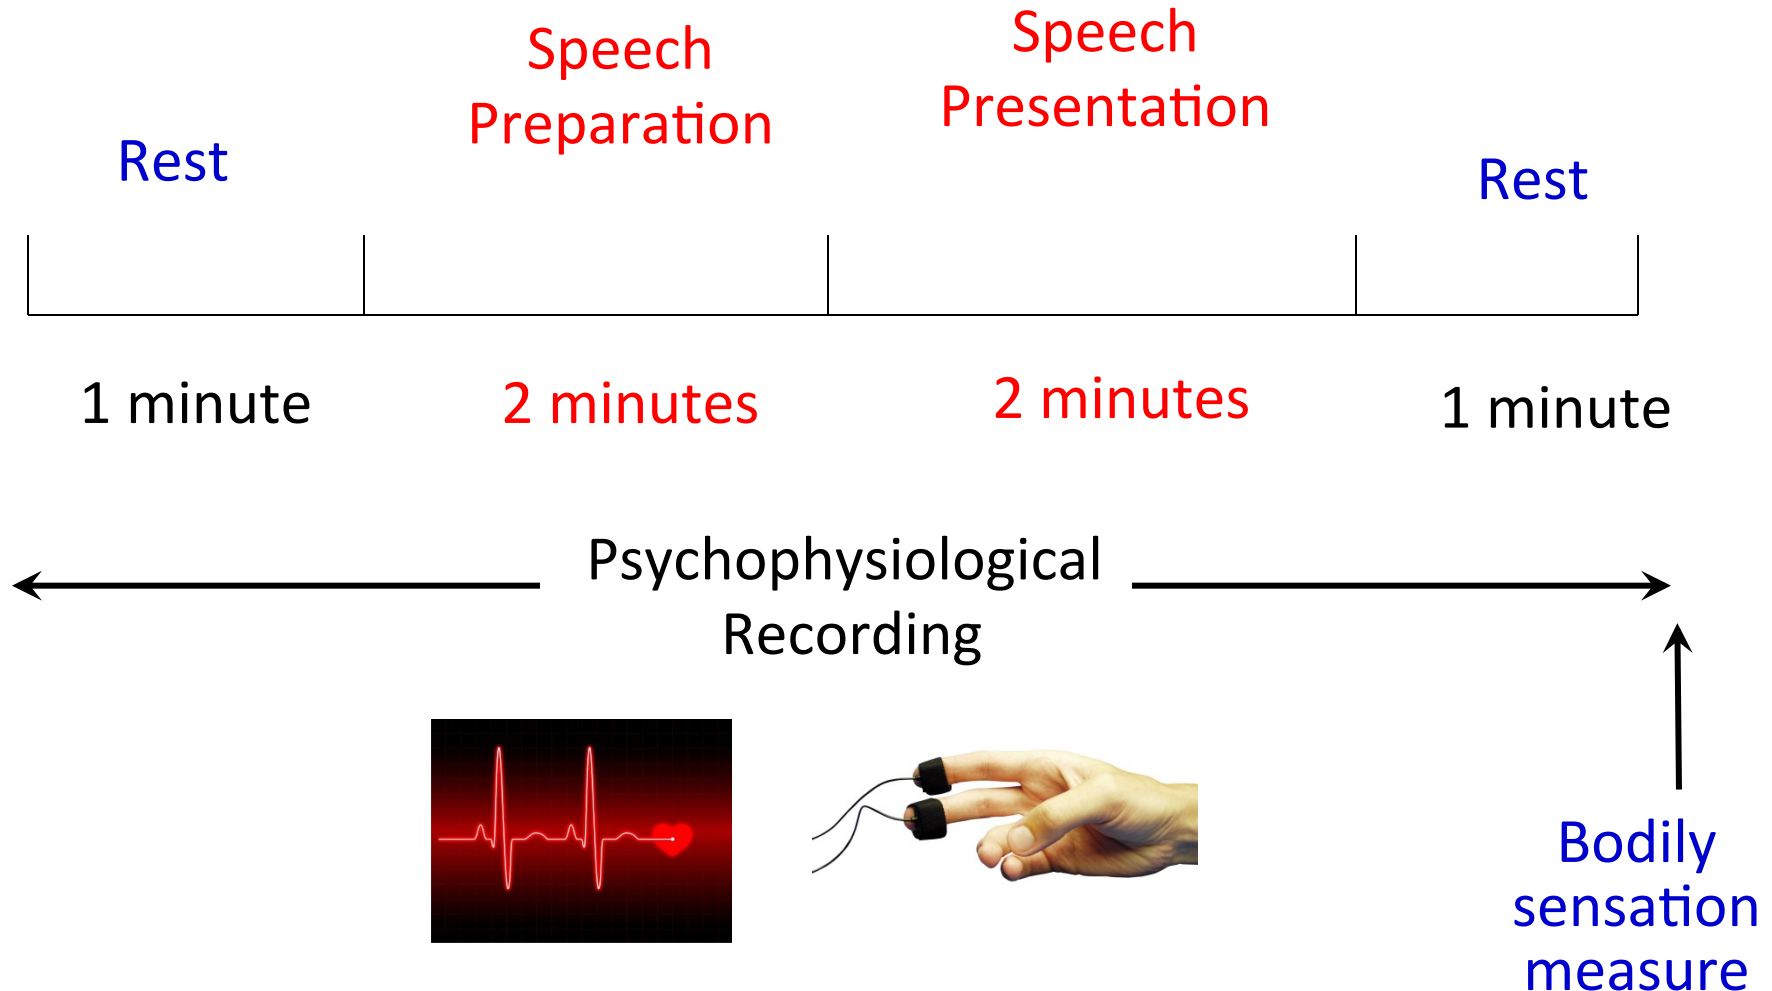 Rest
Speech
Preparation
Speech
Presentation
Rest
1 minute
2 minutes
2 minutes
1 minute
Psychophysiological
Recording
Bodily
sensation
measure